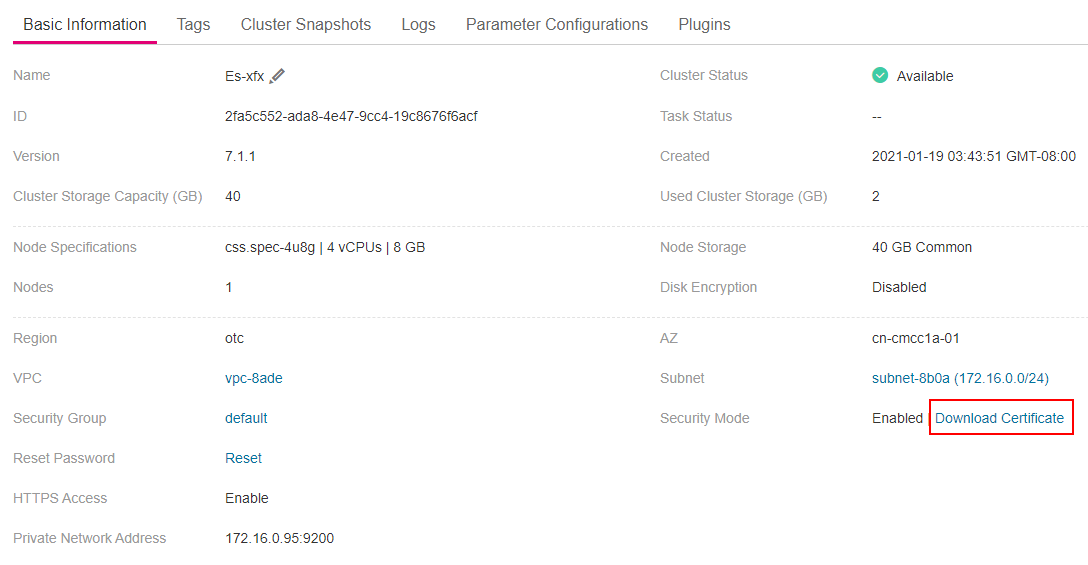 Basic Information Tags Cluster Snapshots Logs Parameter Configurations Plugins
Name Es-xfx Cluster Status Available
ID 2fa5c552-ada8-4e47-9cc4-19c8676f6acf Task Status --
Version 7.1.1 Created 2021-01-19 03:43:51 GMT-08:00
Cluster Storage Capacity (GB) 40 Used Cluster Storage (GB) 2
Node Specifications css.spec-4u8g | 4 vCPUs | 8 GB Node Storage 40 GB Common
Nodes 1 Disk Encryption Disabled
Region otc AZ cn-cmcc1a-01
VPC vpc-8ade Subnet subnet-8b0a (172.16.0.0/24)
Security Group default Security Mode Enabled | Download Certificate
Reset Password Reset
HTTPS Access Enable
Private Network Address 172.16.0.95:9200